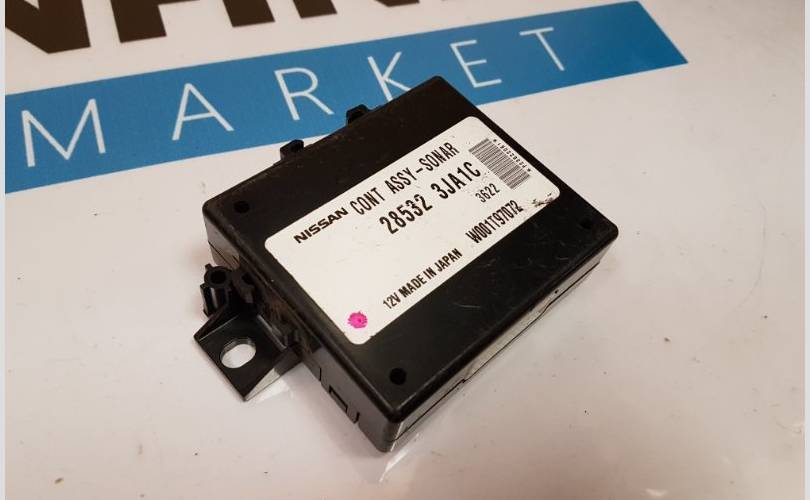 MARKET
NISSAN CONT ASSY-SONAR
28532 3JA1C
3622
12V MADE IN JAPAN W001T97072